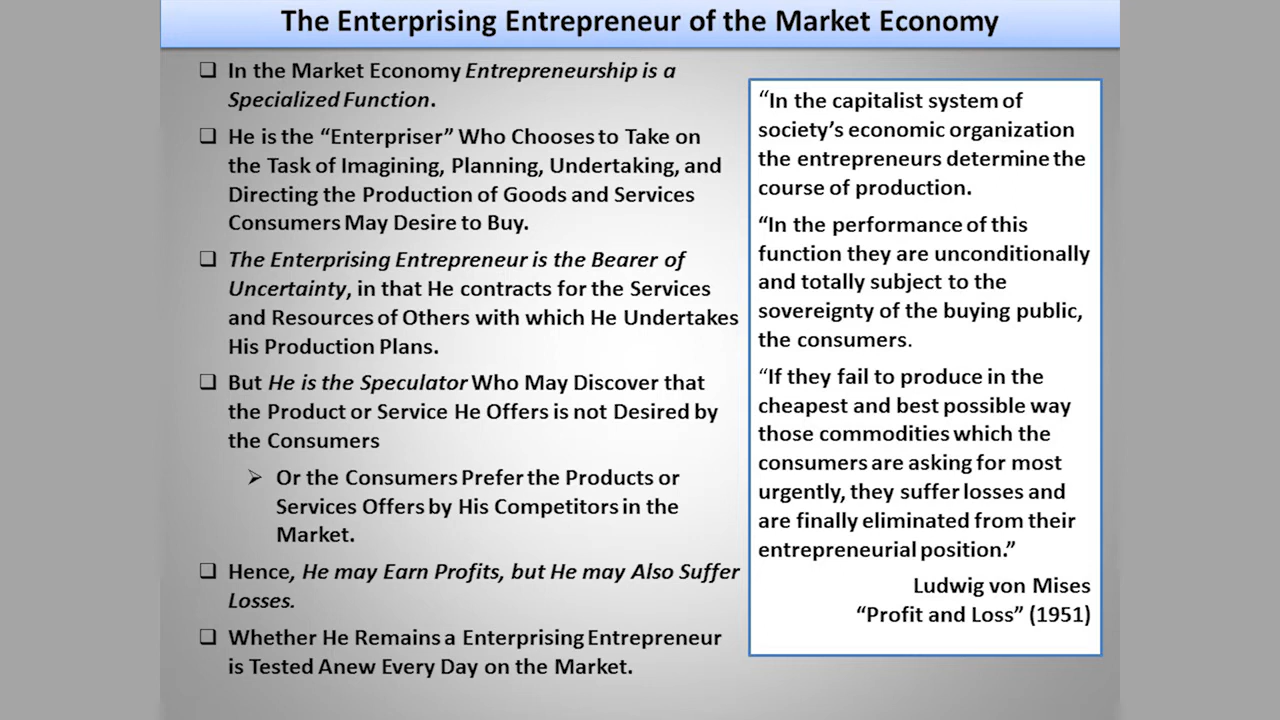 The Enterprising Entrepreneur of the Market Economy
❑ In the Market Economy Entrepreneurship is a
Specialized Function.
❑ He is the “Enterpriser” Who Chooses to Take on
the Task of Imagining, Planning, Undertaking, and
Directing the Production of Goods and Services
Consumers May Desire to Buy.
❑ The Enterprising Entrepreneur is the Bearer of
Uncertainty, in that He contracts for the Services
and Resources of Others with which He Undertakes
His Production Plans.
❑ But He is the Speculator Who May Discover that
the Product or Service He Offers is not Desired by
the Consumers
➢ Or the Consumers Prefer the Products or
Services Offers by His Competitors in the
Market.
❑ Hence, He may Earn Profits, but He may Also Suffer
Losses.
❑ Whether He Remains a Enterprising Entrepreneur
is Tested Anew Every Day on the Market.
“In the capitalist system of
society’s economic organization
the entrepreneurs determine the
course of production.
“In the performance of this
function they are unconditionally
and totally subject to the
sovereignty of the buying public,
the consumers.
“If they fail to produce in the
cheapest and best possible way
those commodities which the
consumers are asking for most
urgently, they suffer losses and
are finally eliminated from their
entrepreneurial position.”
Ludwig von Mises
“Profit and Loss” (1951)